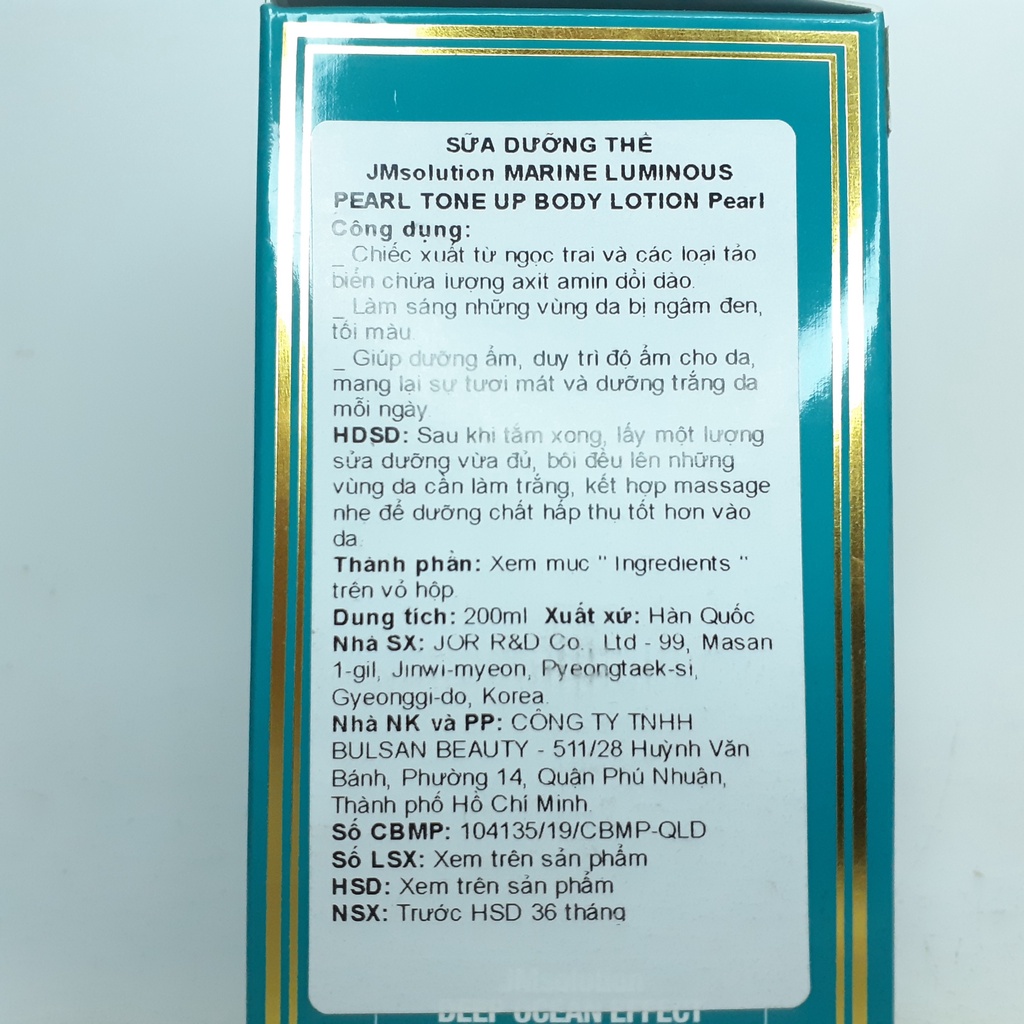 SỮA DƯỠNG THỂ
JMsolution MARINE LUMINOUS
PEARL TONE UP BODY LOTION Pearl
Công dụng:
_ Chiếc xuất từ ngọc trai và các loại tảo
biển chứa lượng axit amin dồi dào.
_ Làm sáng những vùng da bị ngâm đen,
tối màu.
_ Giúp dưỡng ẩm, duy trì độ ẩm cho da,
mang lại sự tươi mát và dưỡng trắng da
mỗi ngày.
HDSD: Sau khi tắm xong, lấy một lượng
sửa dưỡng vừa đủ, bôi đều lên những
vùng da cần làm trắng, kết hợp massage
nhẹ để dưỡng chất hấp thụ tốt hơn vào
da.
Thành phần: Xem mục " Ingredients "
trên vỏ hộp.
Dung tích: 200ml Xuất xứ: Hàn Quốc
Nhà SX: JOR R&D Co., Ltd - 99, Masan
1-gil, Jinwi-myeon, Pyeongtaek-si,
Gyeonggi-do, Korea.
Nhà NK và PP: CÔNG TY TNHH
BULSAN BEAUTY - 511/28 Huỳnh Văn
Bánh, Phường 14, Quận Phú Nhuận,
Thành phố Hồ Chí Minh.
Số CBMP: 104135/19/CBMP-QLD
Số LSX: Xem trên sản phẩm
HSD: Xem trên sản phẩm
NSX: Trước HSD 36 tháng
JMsolution
DEEP OCEAN EFFECT